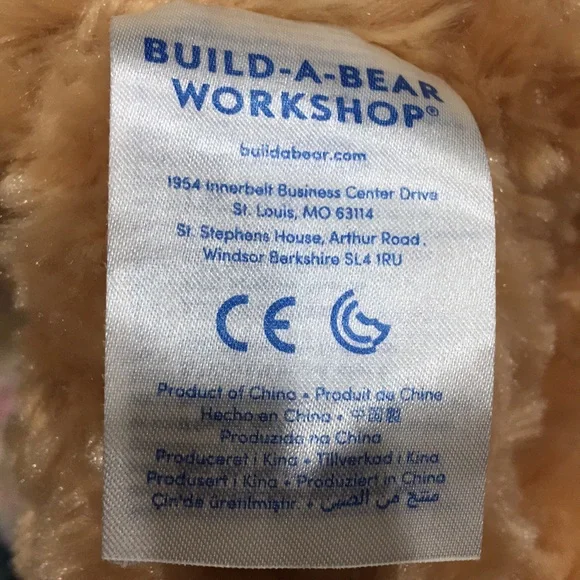 BUILD-A-BEAR
WORKSHOP®
buildabear.com
1954 Innerbelt Business Center Drive
St. Louis, MO 63114
St. Stephens House, Arthur Road.
Windsor Berkshire SL4 1RU
CE
Product of China • Produit de Chine
Hecho en China • 中国製
Produzido na China
Produceret i Kina • Tillverkad i Kina
Produsert i Kina • Produziert in China
Çin'de üretilmiştir. • منتج من الصين